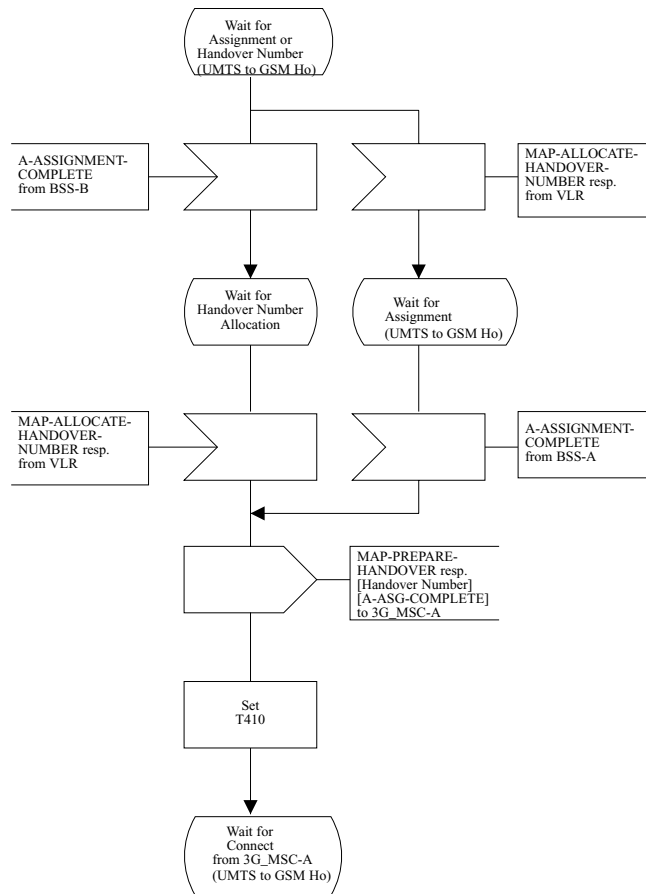 Wait for
Assignment or
Handover Number
(UMTS to GSM Ho)
A-ASSIGNMENT-
COMPLETE
from BSS-B
MAP-ALLOCATE-
HANDOVER-
NUMBER resp.
from VLR
Wait for
Handover Number
Allocation
Wait for
Assignment
(UMTS to GSM Ho)
MAP-ALLOCATE-
HANDOVER-
NUMBER resp.
from VLR
A-ASSIGNMENT-
COMPLETE
from BSS-A
MAP-PREPARE-
HANDOVER resp.
[Handover Number]
[A-ASG-COMPLETE]
to 3G_MSC-A
Set
T410
Wait for
Connect
from 3G_MSC-A
(UMTS to GSM Ho)